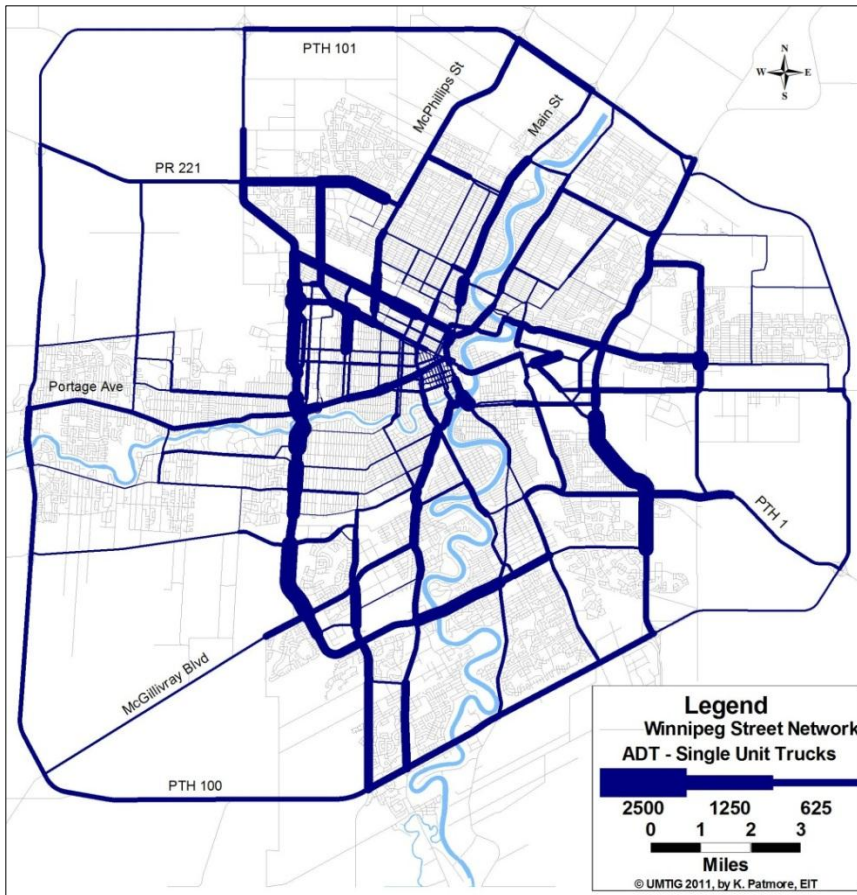 PTH 101
McPhillips St
Main St
N
W E
S
PR 221
Portage Ave
PTH 1
McGillivray Blvd
PTH 100
Legend
Winnipeg Street Network
ADT - Single Unit Trucks
2500 1250 625
0 1 2 3
Miles
© UMTIG 2011, by K. Patmore, EIT